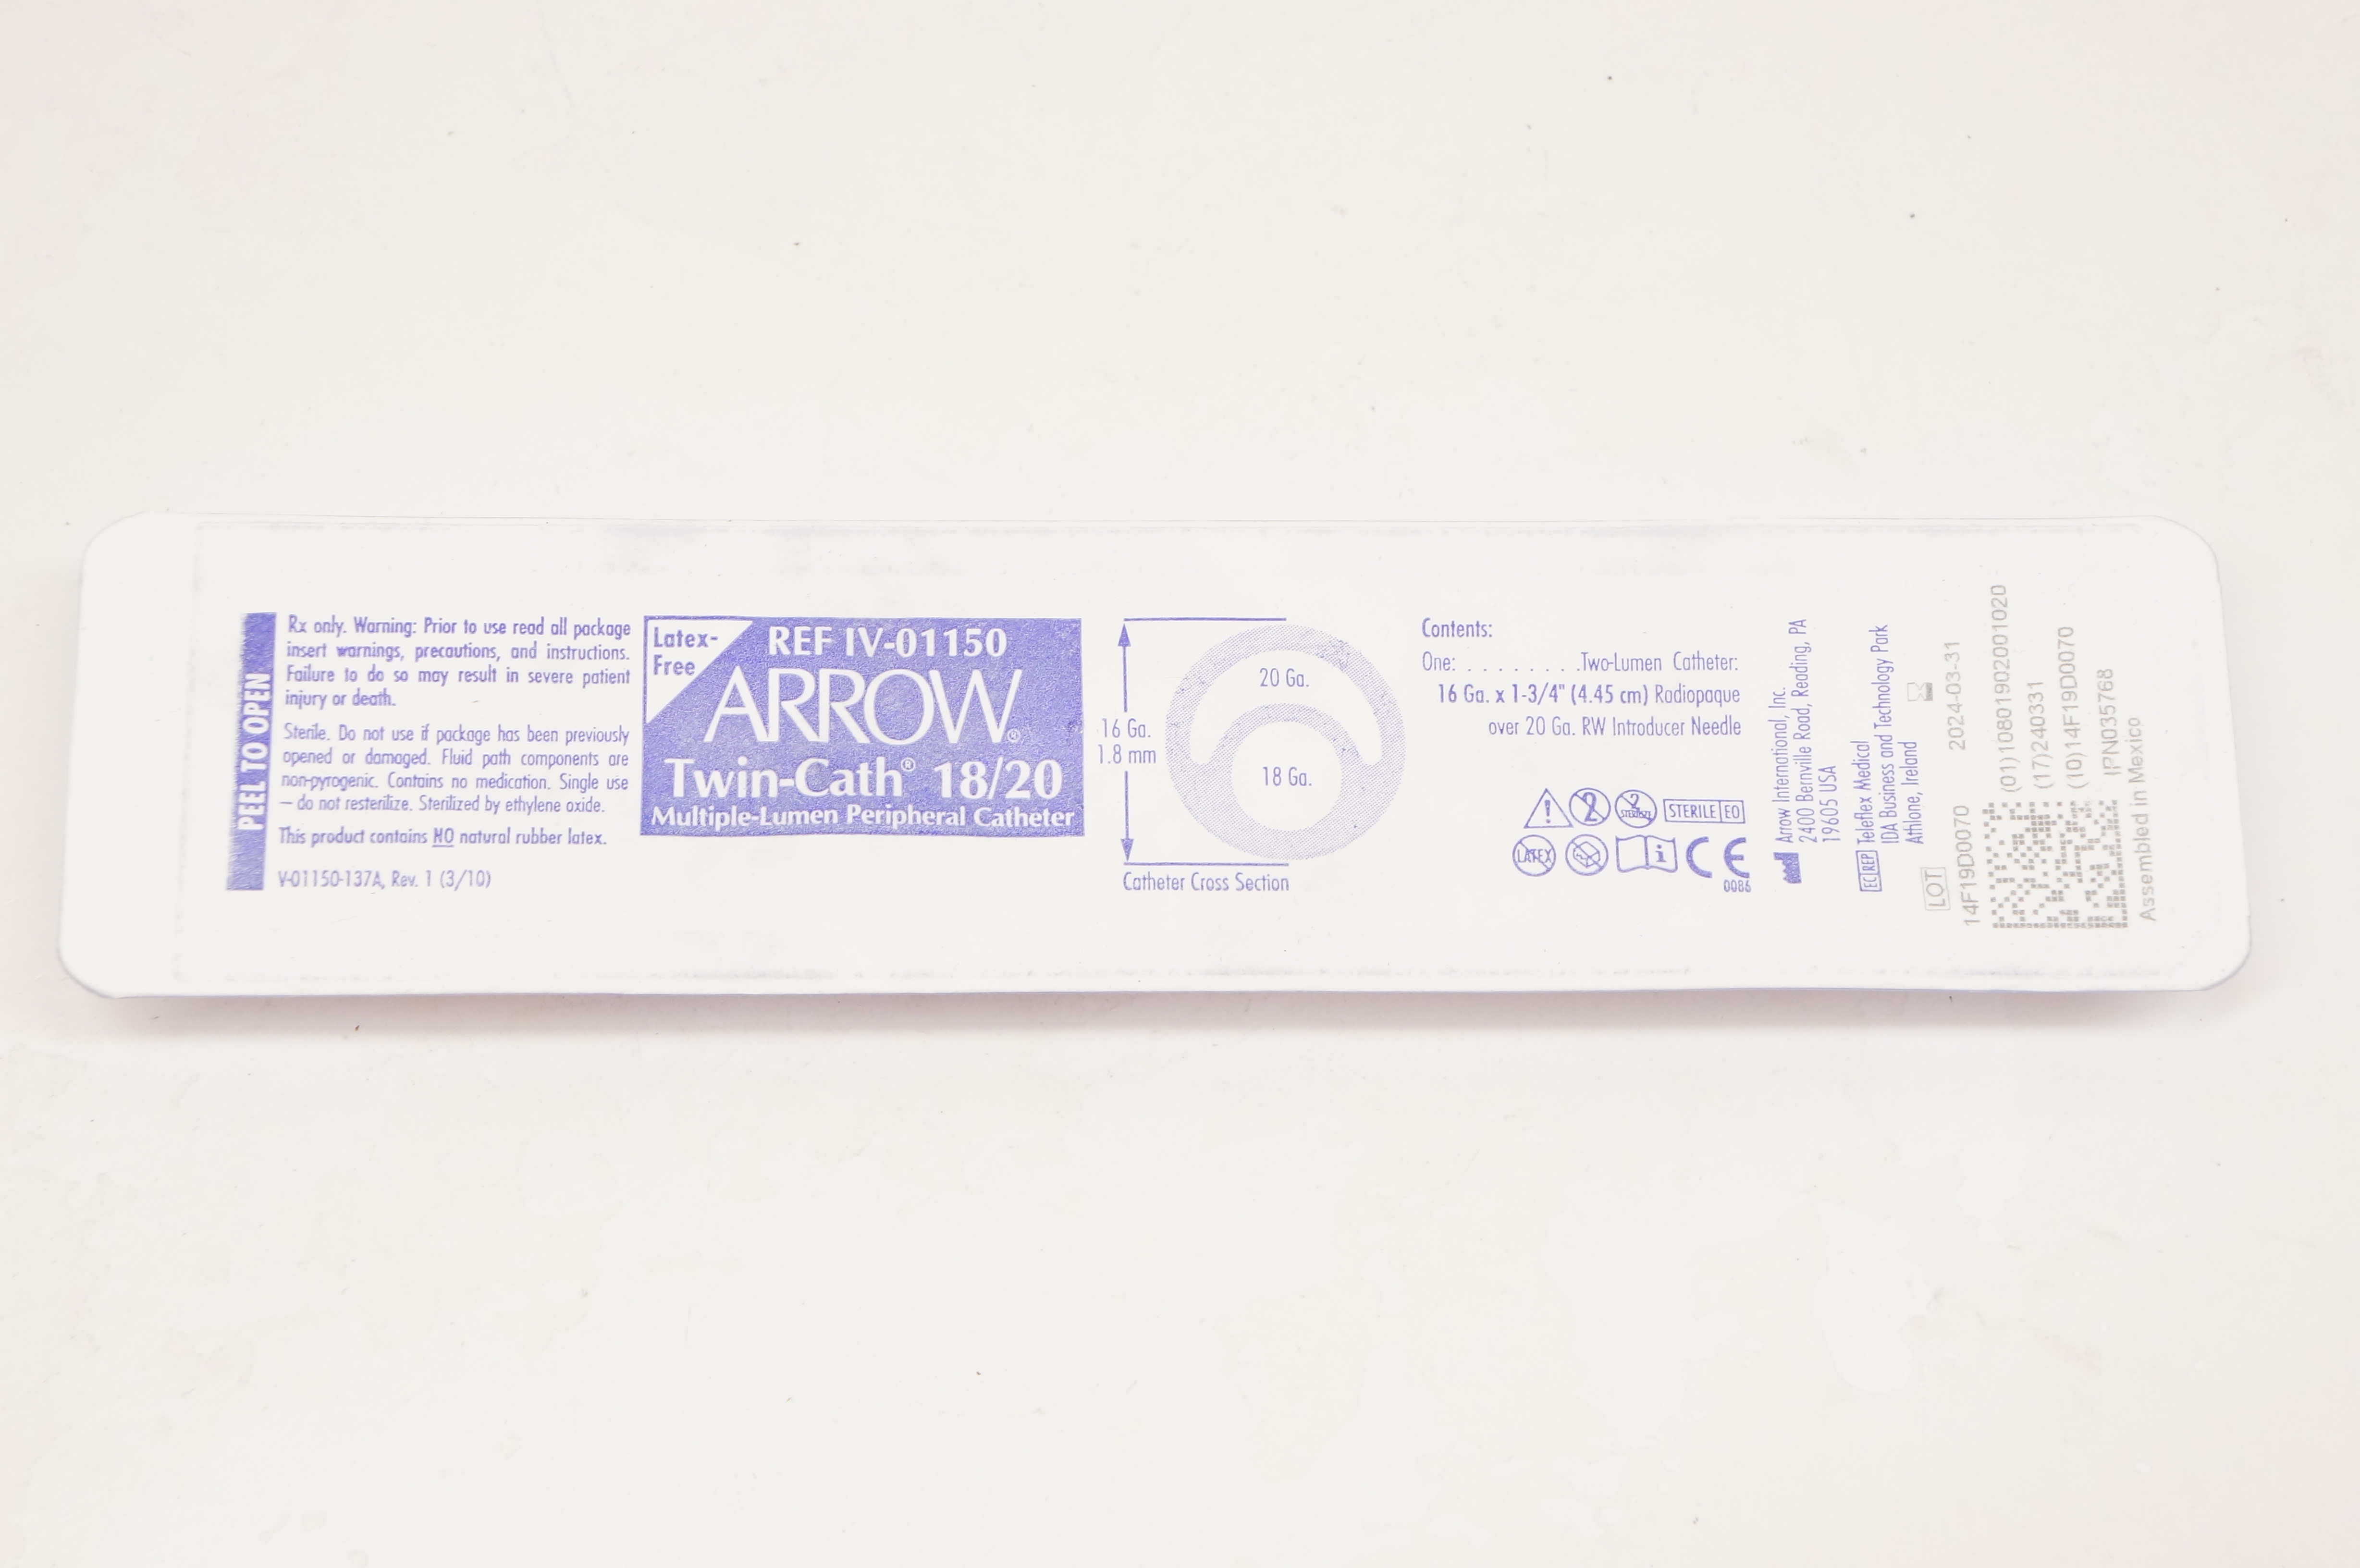 PEEL TO OPEN
Rx only. Warning: Prior to use read all package
insert warnings, precautions, and instructions.
Failure to do so may result in severe patient
injury or death.
Sterile. Do not use if package has been previously
opened or damaged. Fluid path components are
non-pyrogenic. Contains no medication. Single use
– do not resterilize. Sterilized by ethylene oxide.
This product contains NO natural rubber latex.
V-01150-137A, Rev. 1 (3/10)
Latex-
Free
REF IV-01150
ARROW®
Twin-Cath® 18/20
Multiple-Lumen Peripheral Catheter
16 Ga.
1.8 mm
20 Ga.
18 Ga.
Catheter Cross Section
Contents:
One: . . . . . . . .Two-Lumen Catheter:
16 Ga. x 1-3/4" (4.45 cm) Radiopaque
over 20 Ga. RW Introducer Needle
2
2
STERILE EO
LATEX
i
CE
0086
Arrow International, Inc.
2400 Bernville Road, Reading, PA
19605 USA
EC REP
Teleflex Medical
IDA Business and Technology Park
Athlone, Ireland
LOT
14F19D0070
2024-03-31
(01)10801902001020
(17)240331
(10)14F19D0070
IPN035768
Assembled in Mexico